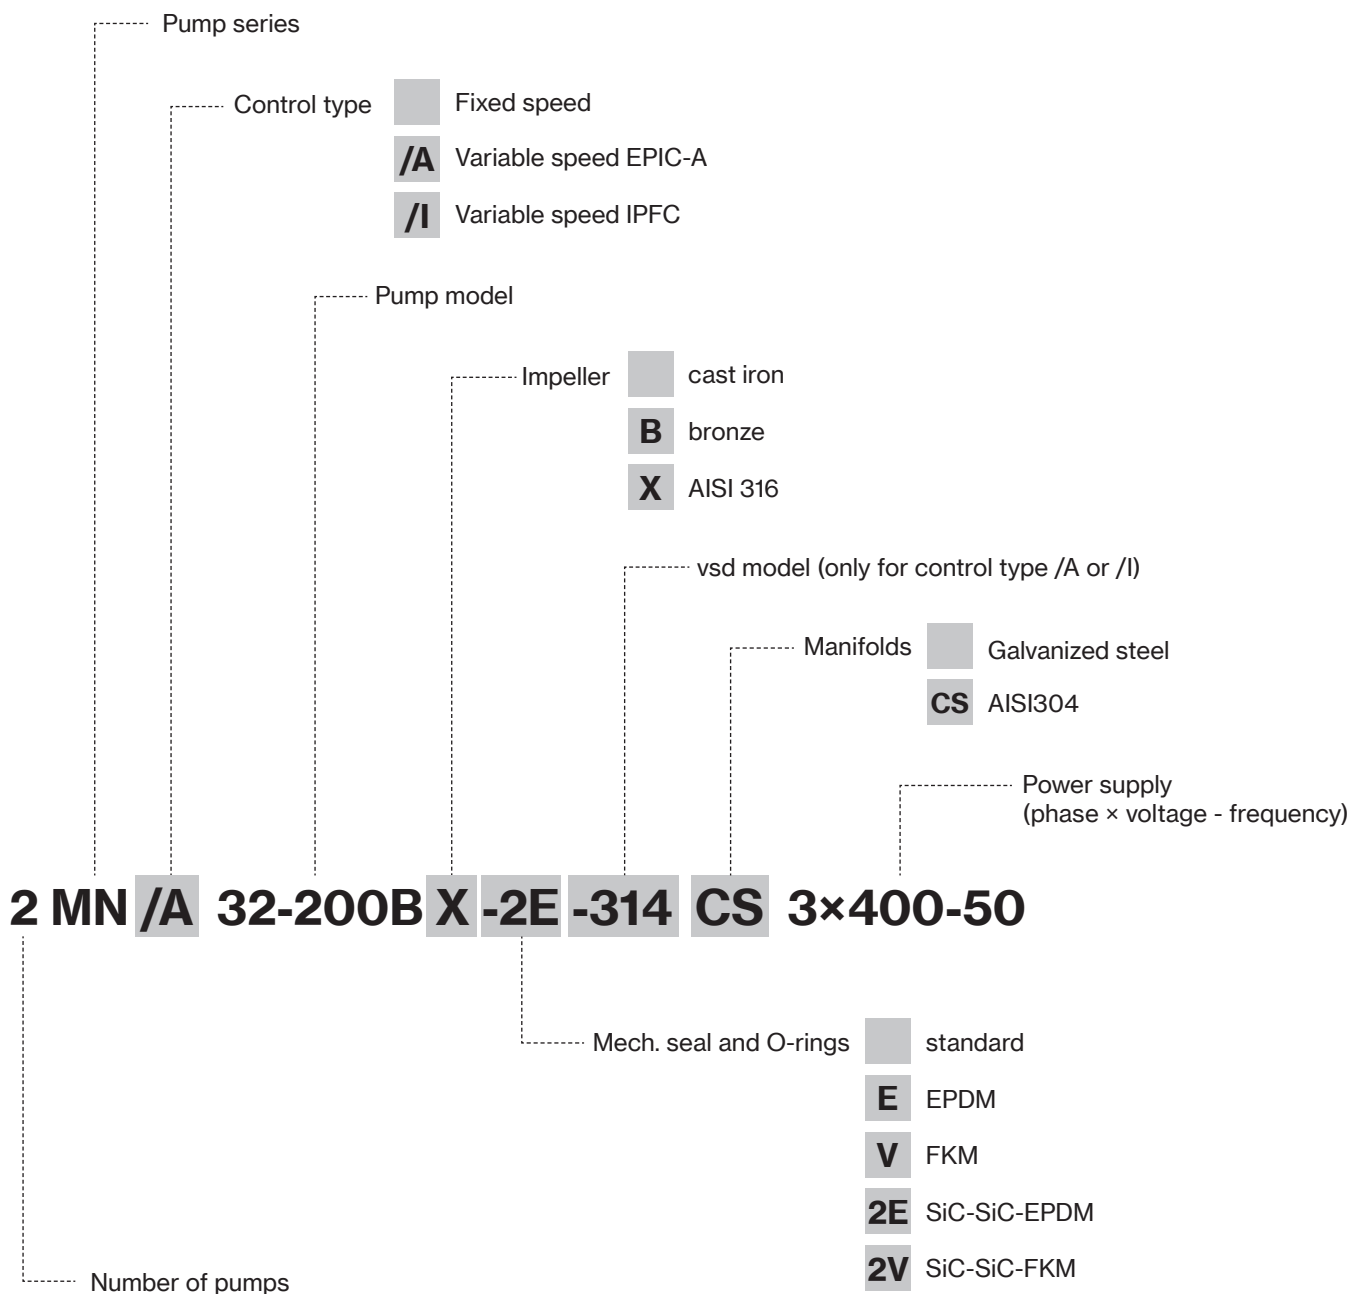 Pump series
Control type
Fixed speed
/A Variable speed EPIC-A
/I Variable speed IPFC
Pump model
Impeller
cast iron
B bronze
X AISI 316
vsd model (only for control type /A or /I)
Manifolds
Galvanized steel
CS AISI304
Power supply
(phase × voltage - frequency)
2 MN /A 32-200B X -2E -314 CS 3×400-50
Mech. seal and O-rings
standard
E EPDM
V FKM
2E SiC-SiC-EPDM
2V SiC-SiC-FKM
Number of pumps